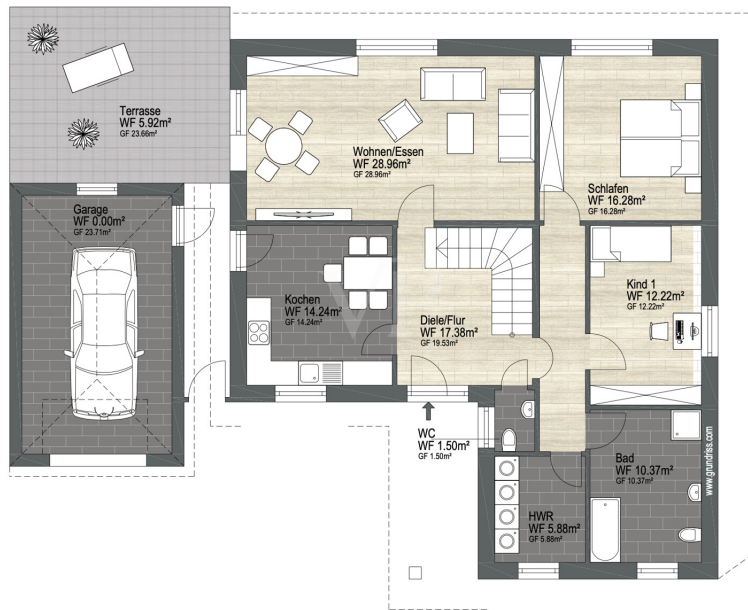 Terrasse
WF 5.92m²
GF 23.66m²
Wohnen/Essen
WF 28.96m²
GF 28.96m²
Schlafen
WF 16.28m²
GF 16.28m²
Garage
WF 0.00m²
GF 23.71m²
Kochen
WF 14.24m²
GF 14.24m²
Diele/Flur
WF 17.38m²
GF 19.53m²
Kind 1
WF 12.22m²
GF 12.22m²
WC
WF 1.50m²
GF 1.50m²
Bad
WF 10.37m²
GF 10.37m²
HWR
WF 5.88m²
GF 5.88m²
www.grundriss.com